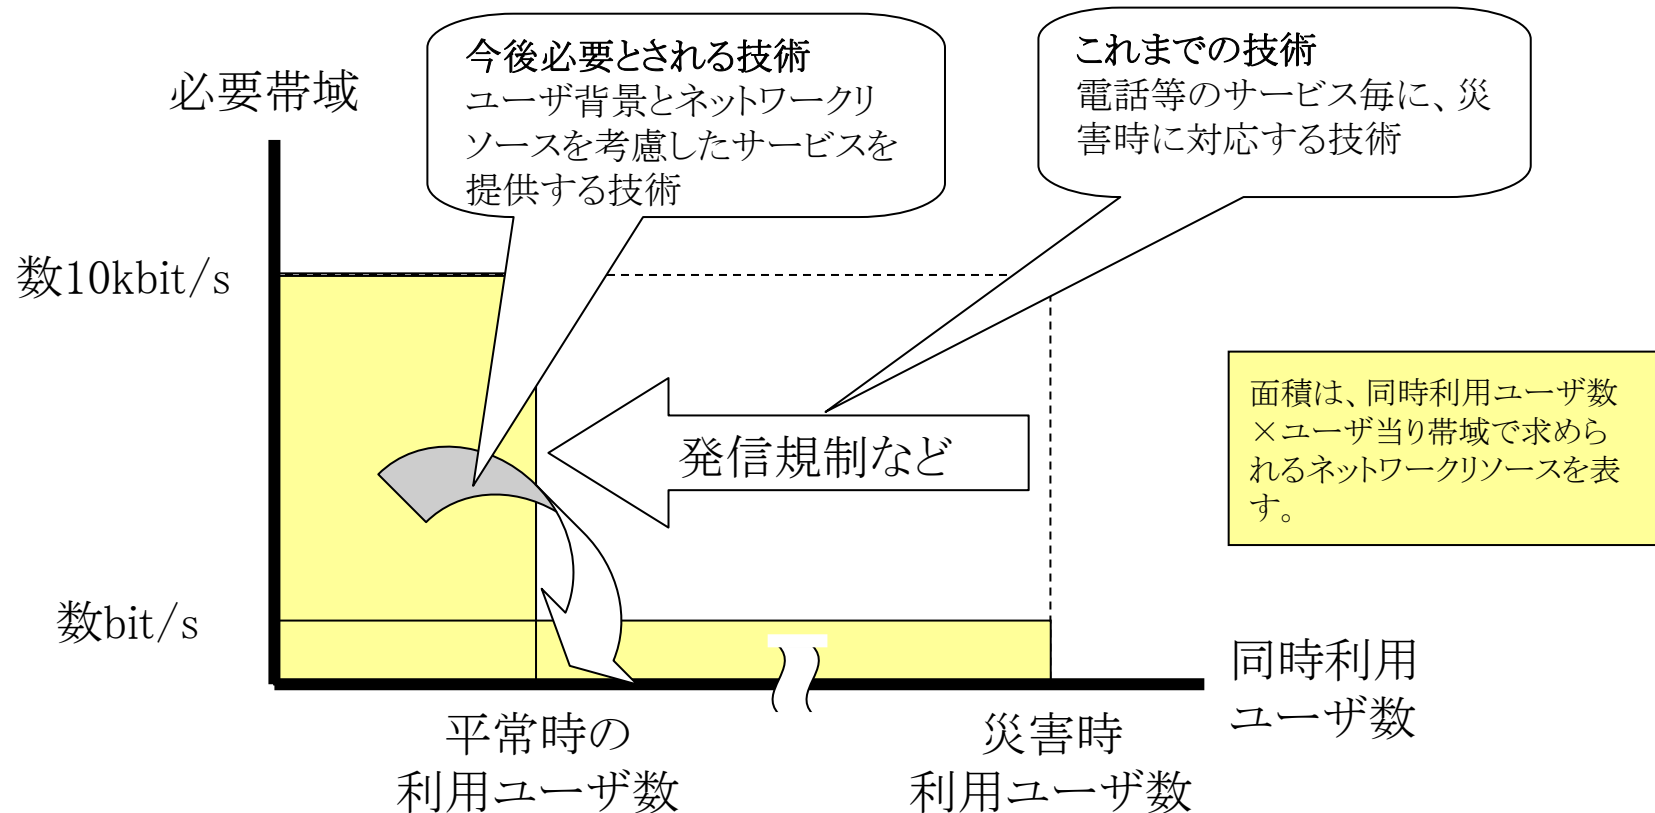 今後必要とされる技術
ユーザ背景とネットワークリ
ソースを考慮したサービスを
提供する技術
これまでの技術
電話等のサービス毎に、災
害時に対応する技術
必要帯域
数10kbit/s
発信規制など
面積は、同時利用ユーザ数
×ユーザ当り帯域で求めら
れるネットワークリソースを表
す。
数bit/s
同時利用
ユーザ数
平常時の
利用ユーザ数
災害時
利用ユーザ数